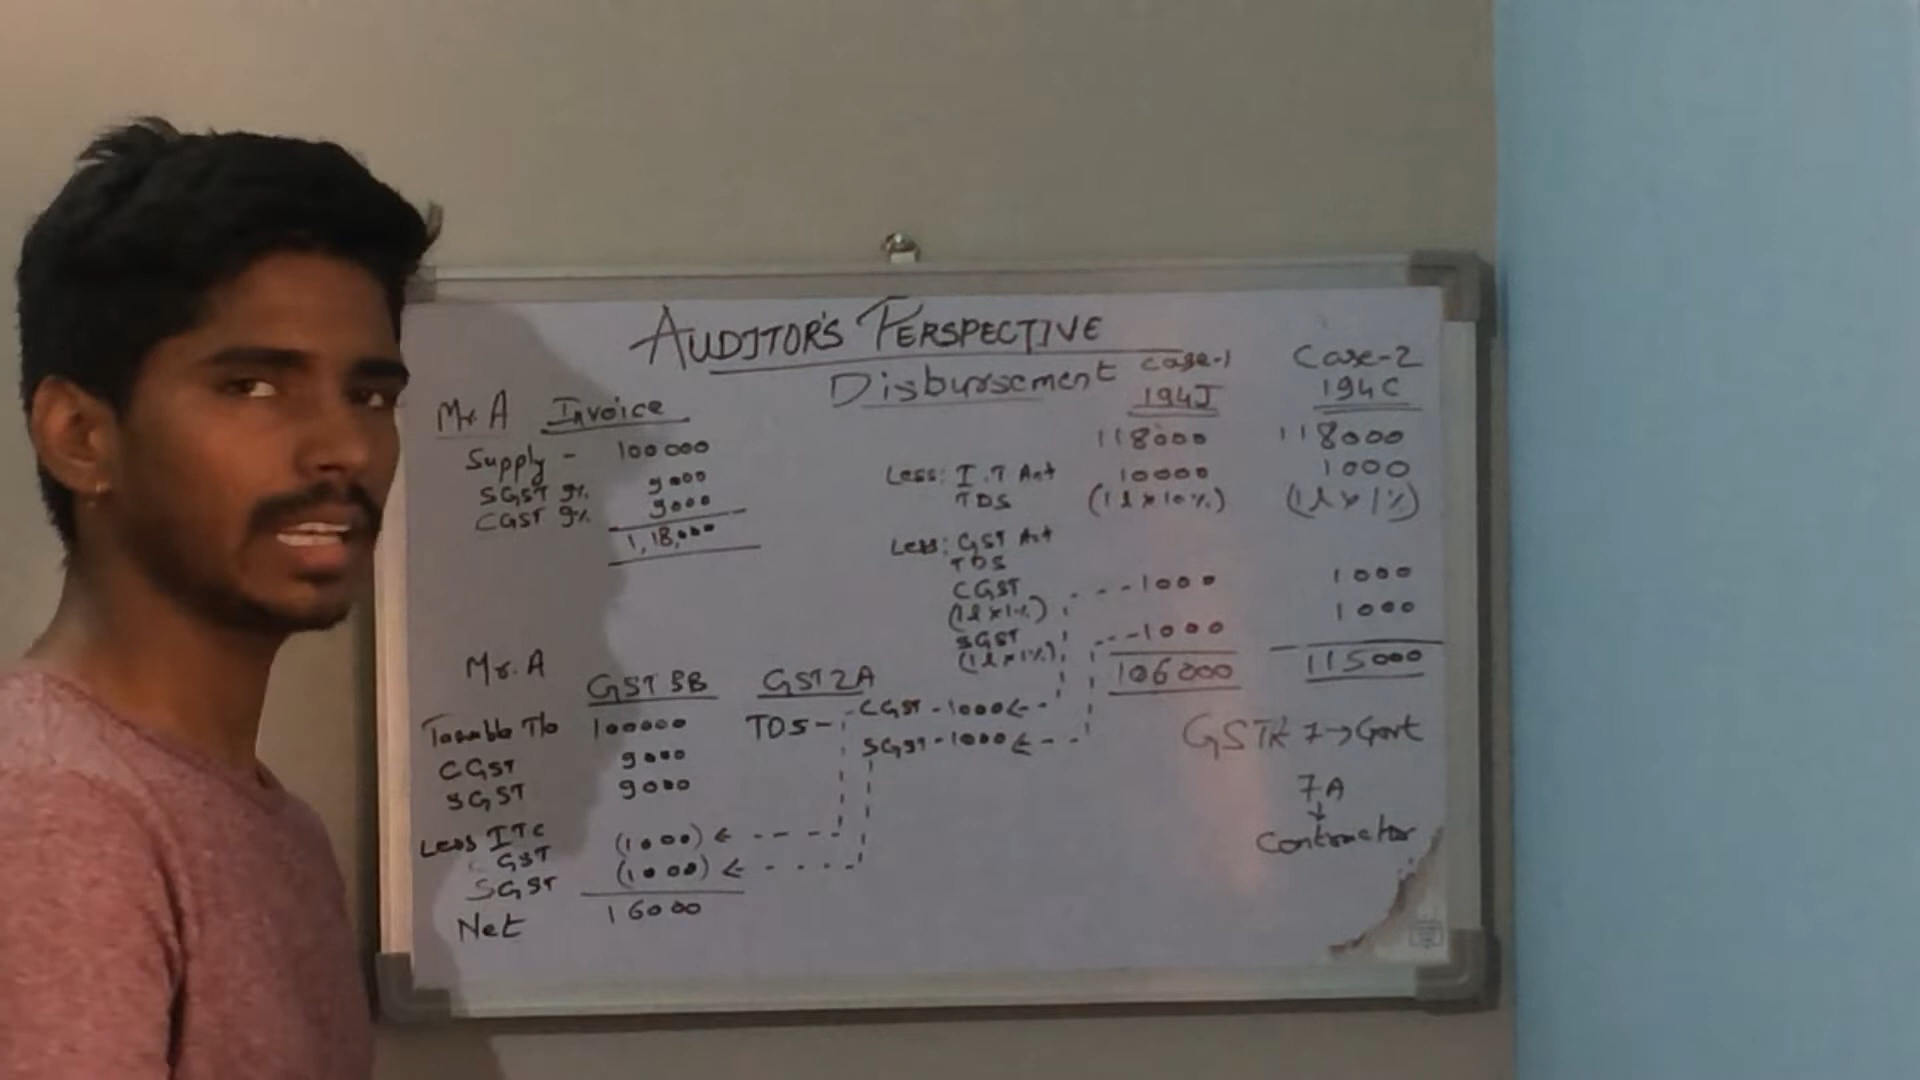 AUDITOR'S PERSPECTIVE
Disbursement
Mr A Invoice
Supply - 100000
SGST 9% 9000
CGST 9% 9000
1,18,000
Case-1 Case-2
194J 194C
118000 118000
Less: I.T Act 10000 1000
TDS (1l x 10%) (1l x 1%)
Less: GST Act
TDS
CGST ---1000 1000
(1l x 1%)
SGST --1000 1000
(1l x 1%)
106000 115000
Mr. A
GST 3B GST 2A
Taxable T/o 100000 TDS - CGST - 1000
CGST 9000 SGST - 1000
SGST 9000
Less ITC
CGST (1000)
SGST (1000)
Net 16000
GSTR 7 → Govt
7A
↓
Contractor